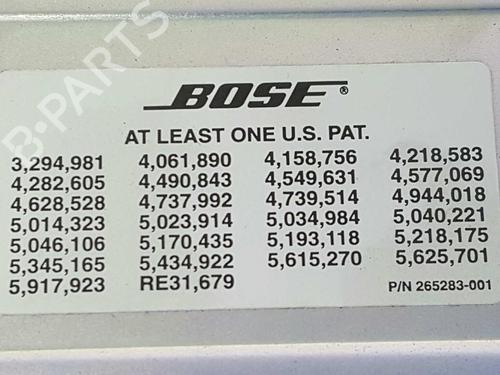 B-PARTS
BOSE®
AT LEAST ONE U.S. PAT.
3,294,981 4,061,890 4,158,756 4,218,583
4,282,605 4,490,843 4,549,631 4,577,069
4,628,528 4,737,992 4,739,514 4,944,018
5,014,323 5,023,914 5,034,984 5,040,221
5,046,106 5,170,435 5,193,118 5,218,175
5,345,165 5,434,922 5,615,270 5,625,701
5,917,923 RE31,679 P/N 265283-001